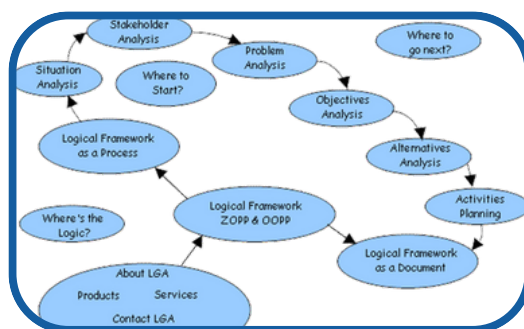 Stakeholder
Analysis
Where to
go next?
Problem
Analysis
Situation
Analysis
Where to
Start?
Objectives
Analysis
Logical Framework
as a Process
Alternatives
Analysis
Activities
Planning
Logical Framework
ZOPP & OOPP
Where's the
Logic?
Logical Framework
as a Document
About LGA
Products Services
Contact LGA